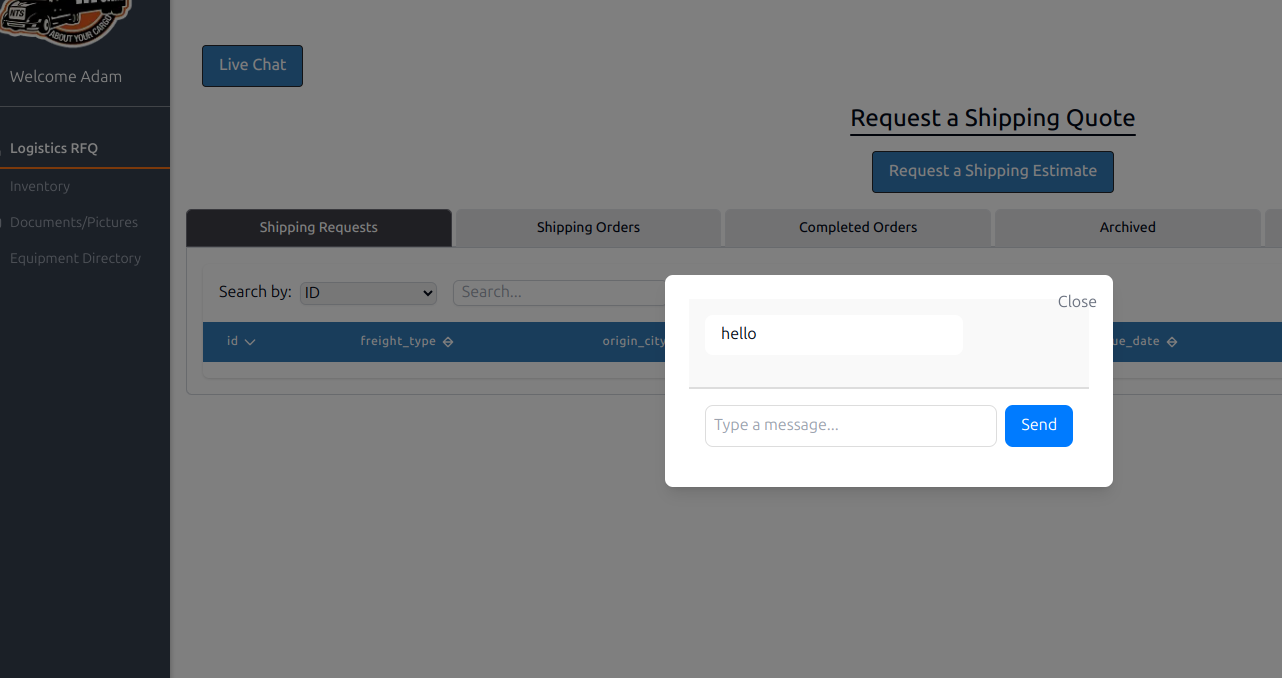 NTS
ABOUT YOUR CARGO
Welcome Adam
Logistics RFQ
Inventory
Documents/Pictures
Equipment Directory
Live Chat
Request a Shipping Quote
Request a Shipping Estimate
Shipping Requests
Shipping Orders
Completed Orders
Archived
Search by: ID
Search...
id freight_type origin_city ue_date
Close
hello
Type a message...
Send